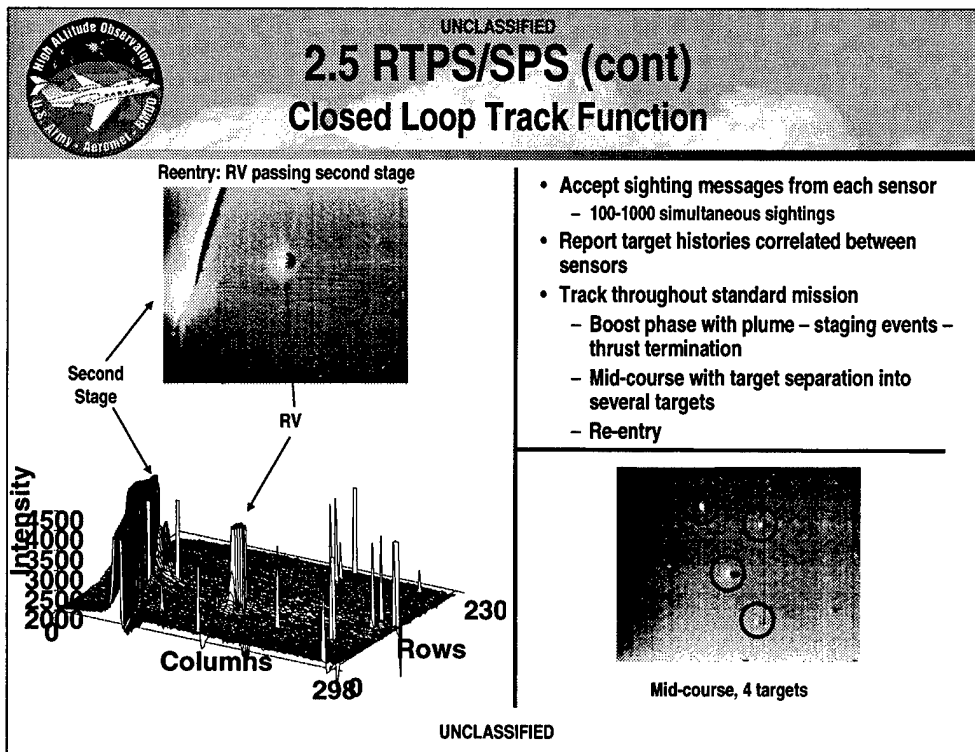 UNCLASSIFIED
High ALtitude Observatory
U.S. Army • Aeromet • BMDO
2.5 RTPS/SPS (cont)
Closed Loop Track Function
Reentry: RV passing second stage
Second
Stage
RV
Intensity
4500
4000
3500
3000
2500
2000
0
Columns
298
0
Rows
230
• Accept sighting messages from each sensor
– 100-1000 simultaneous sightings
• Report target histories correlated between
sensors
• Track throughout standard mission
– Boost phase with plume – staging events –
thrust termination
– Mid-course with target separation into
several targets
– Re-entry
Mid-course, 4 targets
UNCLASSIFIED